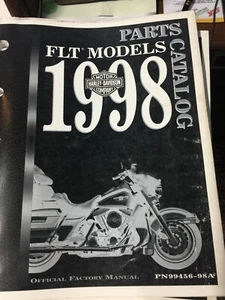 PARTS
CATALOG
FLT® MODELS
1998
MOTOR
HARLEY-DAVIDSON
COMPANY
OFFICIAL FACTORY MANUAL
PN99456-98A